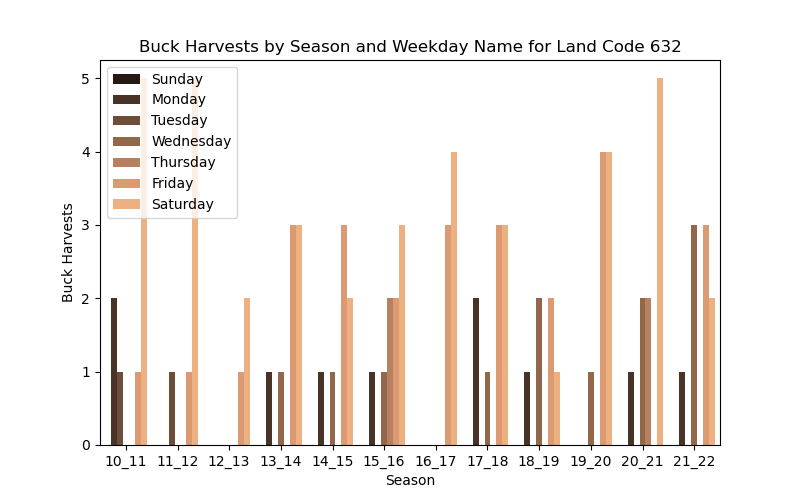 Buck Harvests by Season and Weekday Name for Land Code 632
Buck Harvests
5
4
3
2
1
0
Sunday
Monday
Tuesday
Wednesday
Thursday
Friday
Saturday
10_11 11_12 12_13 13_14 14_15 15_16 16_17 17_18 18_19 19_20 20_21 21_22
Season